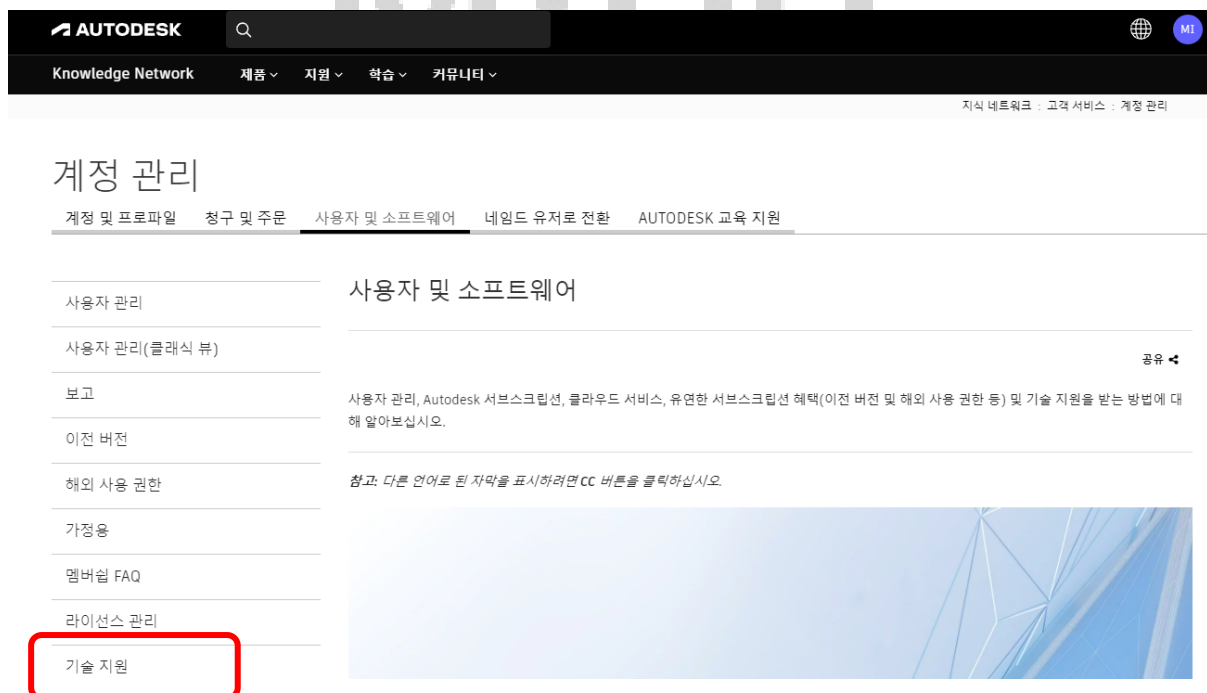 AUTODESK
MI
Knowledge Network 제품 지원 학습 커뮤니티
지식 네트워크 : 고객 서비스 : 계정 관리
계정 관리
계정 및 프로파일 청구 및 주문 사용자 및 소프트웨어 네임드 유저로 전환 AUTODESK 교육 지원
사용자 관리
사용자 관리(클래식 뷰)
보고
이전 버전
해외 사용 권한
가정용
멤버쉽 FAQ
라이선스 관리
기술 지원
사용자 및 소프트웨어
공유
사용자 관리, Autodesk 서브스크립션, 클라우드 서비스, 유연한 서브스크립션 혜택(이전 버전 및 해외 사용 권한 등) 및 기술 지원을 받는 방법에 대
해 알아보십시오.
참고: 다른 언어로 된 자막을 표시하려면 CC 버튼을 클릭하십시오.